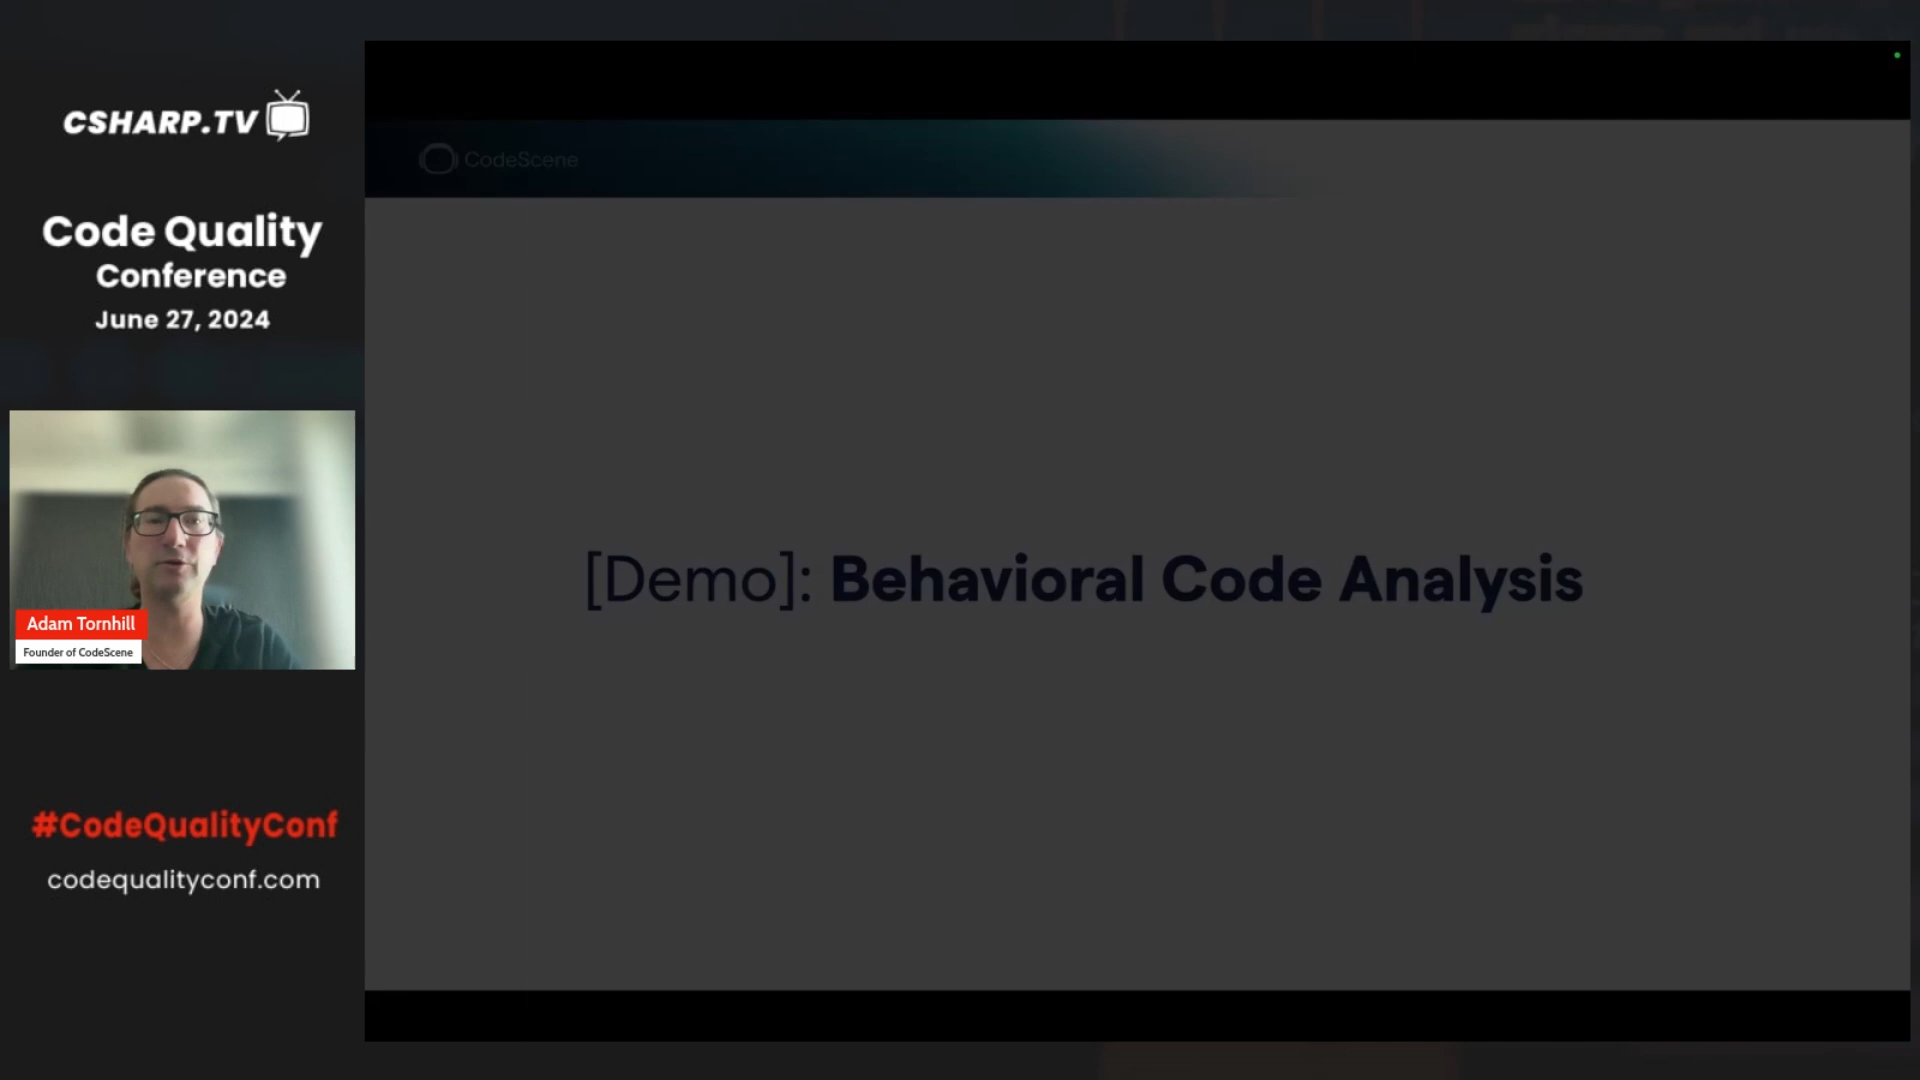 CSHARP.TV
Code Quality
Conference
June 27, 2024
Adam Tornhill
Founder of CodeScene
#CodeQualityConf
codequalityconf.com
CodeScene
[Demo]: Behavioral Code Analysis